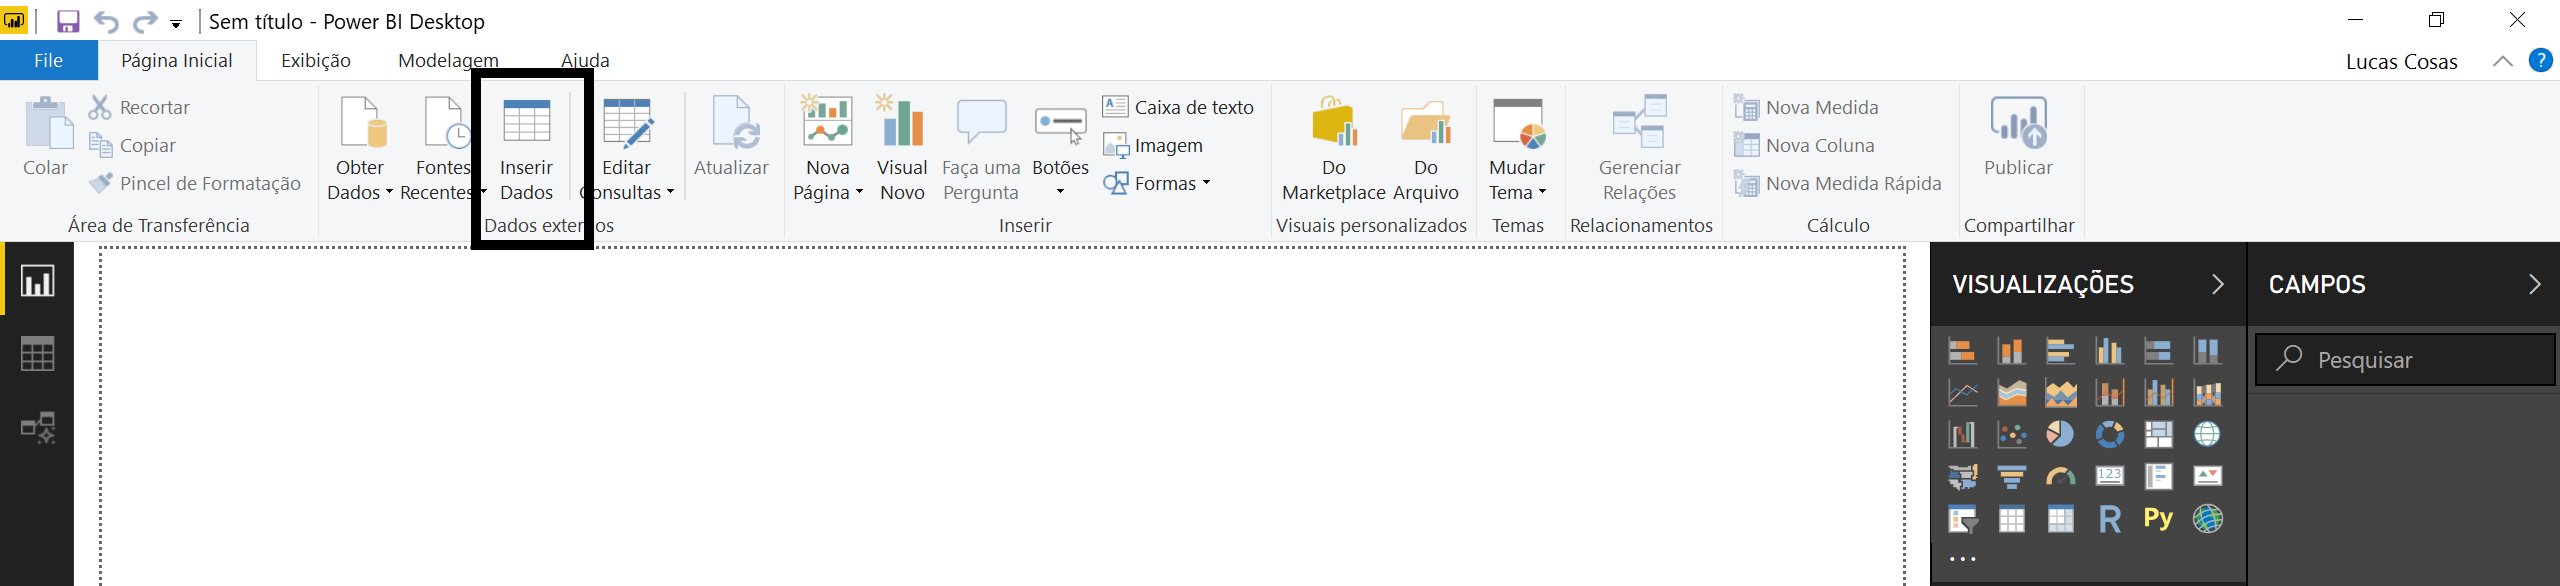 Sem título - Power BI Desktop
File Página Inicial Exibição Modelagem Ajuda Lucas Cosas ?
Colar
Recortar
Copiar
Pincel de Formatação
Área de Transferência
Obter
Dados
Fontes
Recentes
Inserir
Dados
Editar
Consultas
Atualizar
Dados externos
Nova
Página
Visual
Novo
Faça uma
Pergunta
Botões
Caixa de texto
Imagem
Formas
Inserir
Do
Marketplace
Do
Arquivo
Visuais personalizados
Mudar
Tema
Temas
Gerenciar
Relações
Relacionamentos
Nova Medida
Nova Coluna
Nova Medida Rápida
Cálculo
Publicar
Compartilhar
VISUALIZAÇÕES
123
R Py
...
CAMPOS
Pesquisar